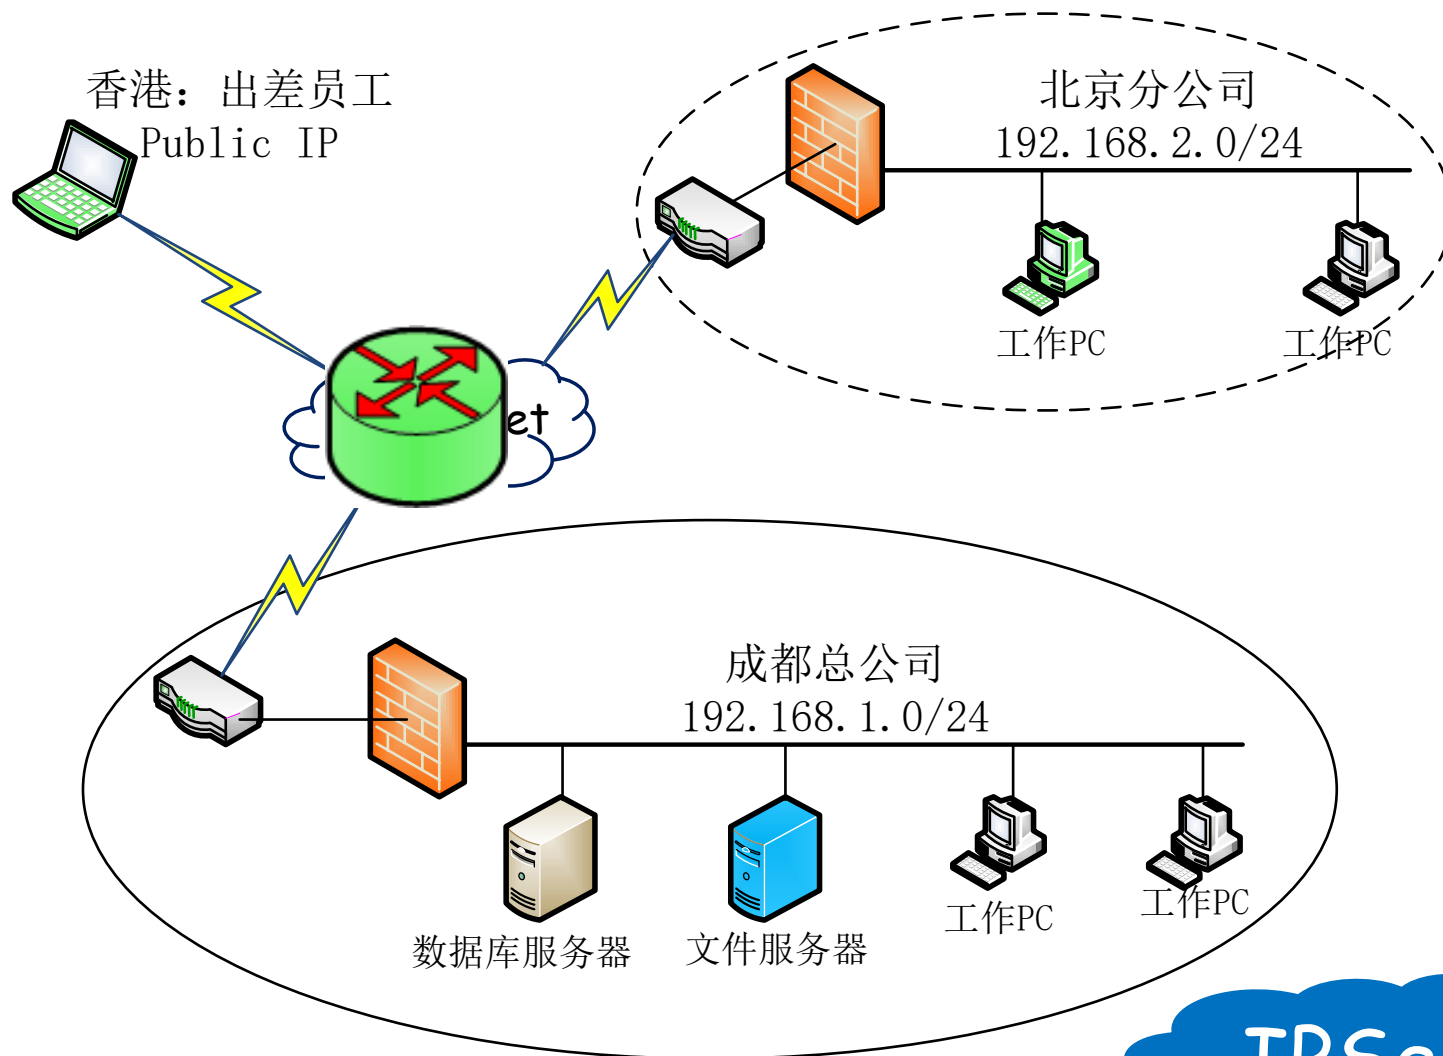 香港：出差员工
Public IP
北京分公司
192.168.2.0/24
工作PC
工作PC
et
成都总公司
192.168.1.0/24
数据库服务器
文件服务器
工作PC
工作PC